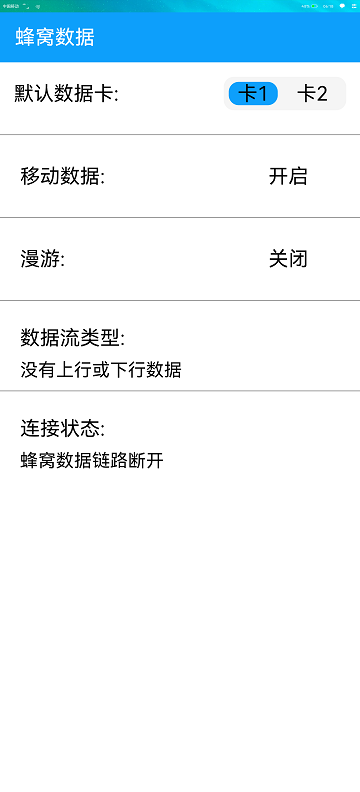 蜂窝数据
默认数据卡: 卡1 卡2
移动数据: 开启
漫游: 关闭
数据流类型:
没有上行或下行数据
连接状态:
蜂窝数据链路断开